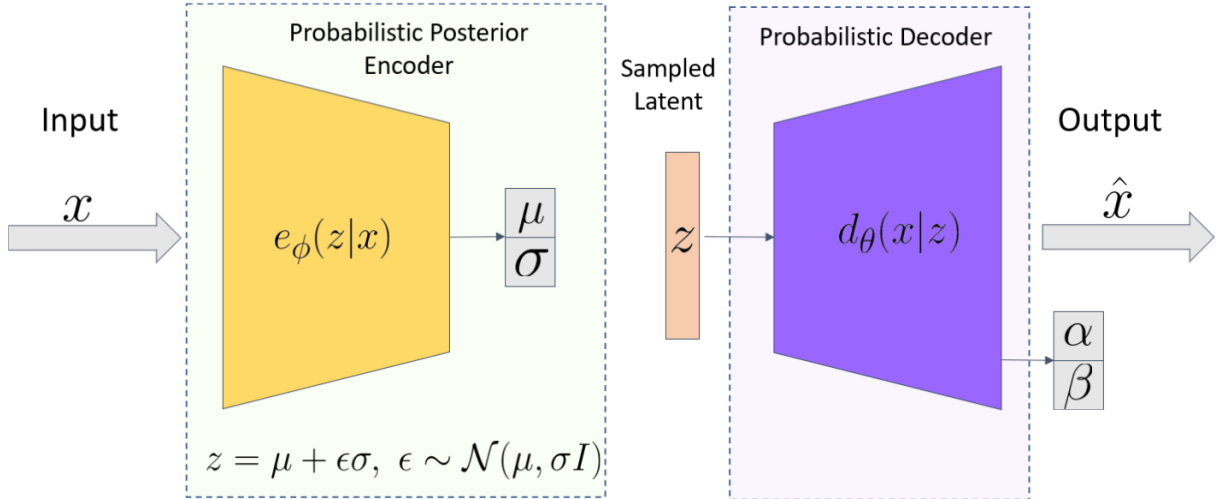 Input
x
Probabilistic Posterior
Encoder
e_ϕ(z|x)
μ
σ
z = μ + ϵσ, ϵ ∼ 𝒩(μ, σI)
Sampled
Latent
z
Probabilistic Decoder
d_θ(x|z)
Output
x̂
α
β